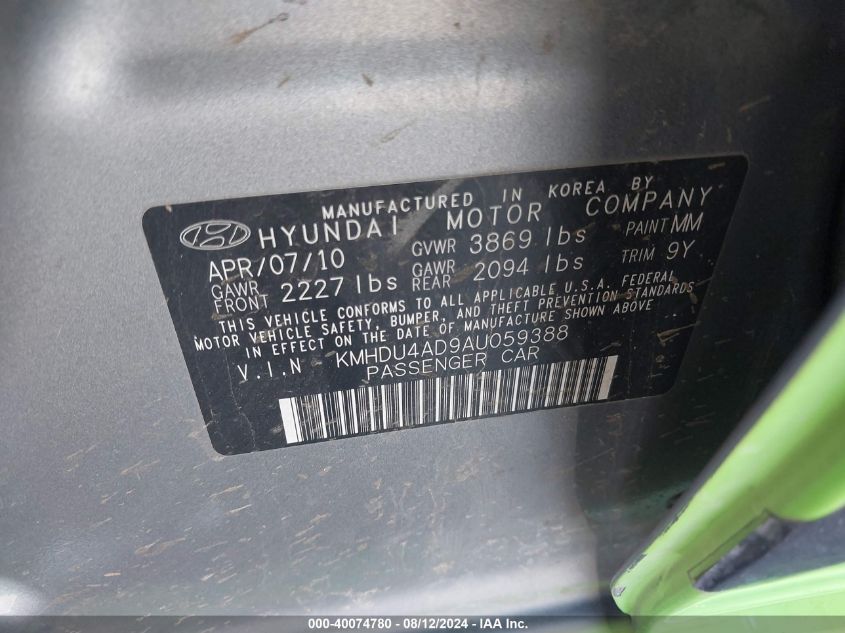 MANUFACTURED IN KOREA BY
HYUNDAI MOTOR COMPANY
APR/07/10 GVWR 3869 lbs PAINT MM
GAWR FRONT 2227 lbs GAWR REAR 2094 lbs TRIM 9Y
THIS VEHICLE CONFORMS TO ALL APPLICABLE U.S.A. FEDERAL
MOTOR VEHICLE SAFETY, BUMPER, AND THEFT PREVENTION STANDARDS
IN EFFECT ON THE DATE OF MANUFACTURE SHOWN ABOVE
V.I.N KMHDU4AD9AU059388
PASSENGER CAR
000-40074780 - 08/12/2024 - IAA Inc.